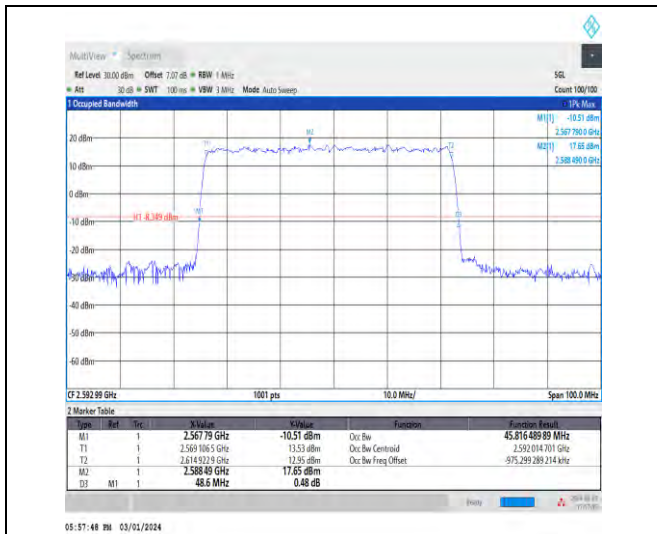 MultiView Spectrum
Ref Level 30.00 dBm Offset 7.07 dB RBW 1 MHz SGL
Att 30 dB SWT 100 ms VBW 3 MHz Mode Auto Sweep Count 100/100
1 Occupied Bandwidth 1Pk Max
M1[1] -10.51 dBm
2.567 790 0 GHz
M2[1] 17.65 dBm
2.588 490 0 GHz
M2
T1 T2
20 dBm
10 dBm
0 dBm
H1 -8.349 dBm
M1 D3
-10 dBm
-20 dBm
-30 dBm
-40 dBm
-50 dBm
-60 dBm
CF 2.592 99 GHz 1001 pts 10.0 MHz/ Span 100.0 MHz
2 Marker Table
Type Ref Trc X-Value Y-Value Function Function Result
M1 1 2.567 79 GHz -10.51 dBm Occ Bw 45.816 489 89 MHz
T1 1 2.569 106 5 GHz 13.53 dBm Occ Bw Centroid 2.592 014 701 GHz
T2 1 2.614 922 9 GHz 12.95 dBm Occ Bw Freq Offset -975.299 289 214 kHz
M2 1 2.588 49 GHz 17.65 dBm
D3 M1 1 48.6 MHz 0.48 dB
Ready
05:57:48 PM 03/01/2024